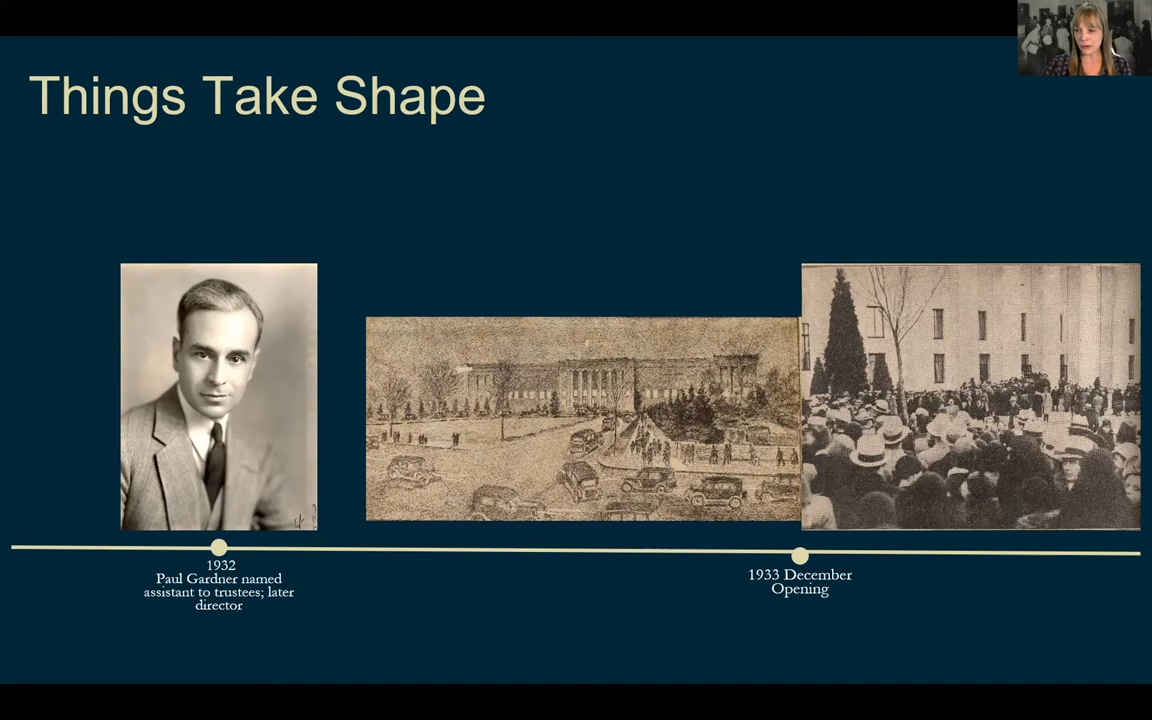 Things Take Shape
1932
Paul Gardner named
assistant to trustees; later
director
1933 December
Opening